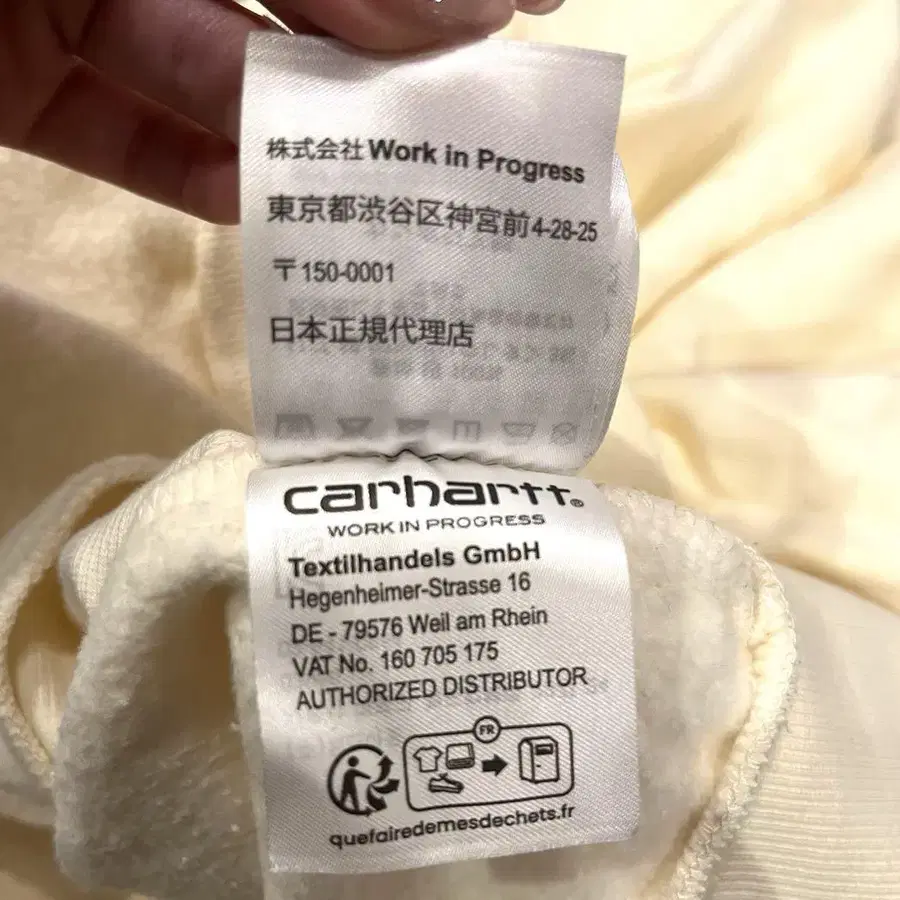 株式会社Work in Progress
東京都渋谷区神宮前4-28-25
〒150-0001
日本正規代理店
carhartt®
WORK IN PROGRESS
Textilhandels GmbH
Hegenheimer-Strasse 16
DE - 79576 Weil am Rhein
VAT No. 160 705 175
AUTHORIZED DISTRIBUTOR
FR
quefairedemesdechets.fr